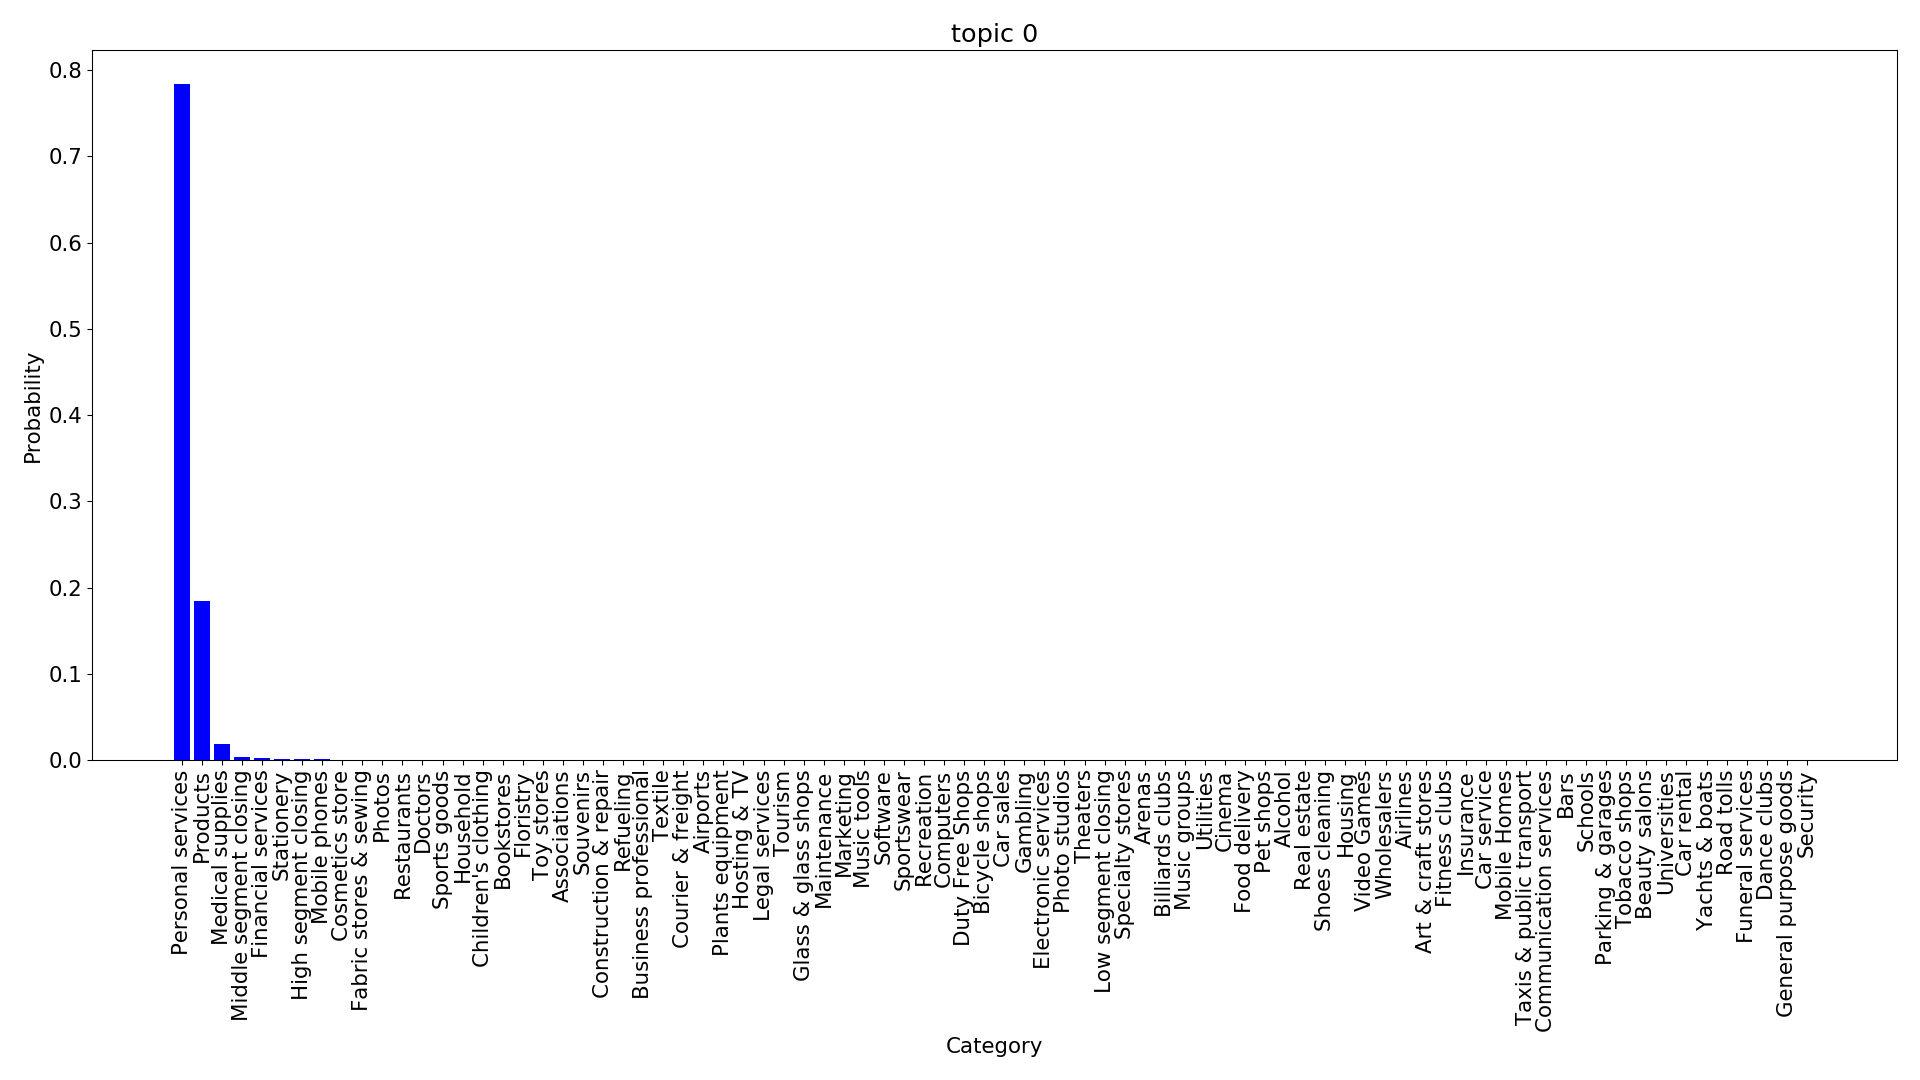 topic 0
0.8
0.7
0.6
0.5
0.4
0.3
0.2
0.1
0.0
Probability
Personal services
Products
Medical supplies
Middle segment closing
Financial services
Stationery
High segment closing
Mobile phones
Cosmetics store
Fabric stores & sewing
Photos
Restaurants
Doctors
Sports goods
Household
Children's clothing
Bookstores
Floristry
Toy stores
Associations
Souvenirs
Construction & repair
Refueling
Business professional
Textile
Courier & freight
Airports
Plants equipment
Hosting & TV
Legal services
Tourism
Glass & glass shops
Maintenance
Marketing
Music tools
Software
Sportswear
Recreation
Computers
Duty Free Shops
Bicycle shops
Car sales
Gambling
Electronic services
Photo studios
Theaters
Low segment closing
Specialty stores
Arenas
Billiards clubs
Music groups
Utilities
Cinema
Food delivery
Pet shops
Alcohol
Real estate
Shoes cleaning
Housing
Video Games
Wholesalers
Airlines
Art & craft stores
Fitness clubs
Insurance
Car service
Mobile Homes
Taxis & public transport
Communication services
Bars
Schools
Parking & garages
Tobacco shops
Beauty salons
Universities
Car rental
Yachts & boats
Road tolls
Funeral services
Dance clubs
General purpose goods
Security
Category